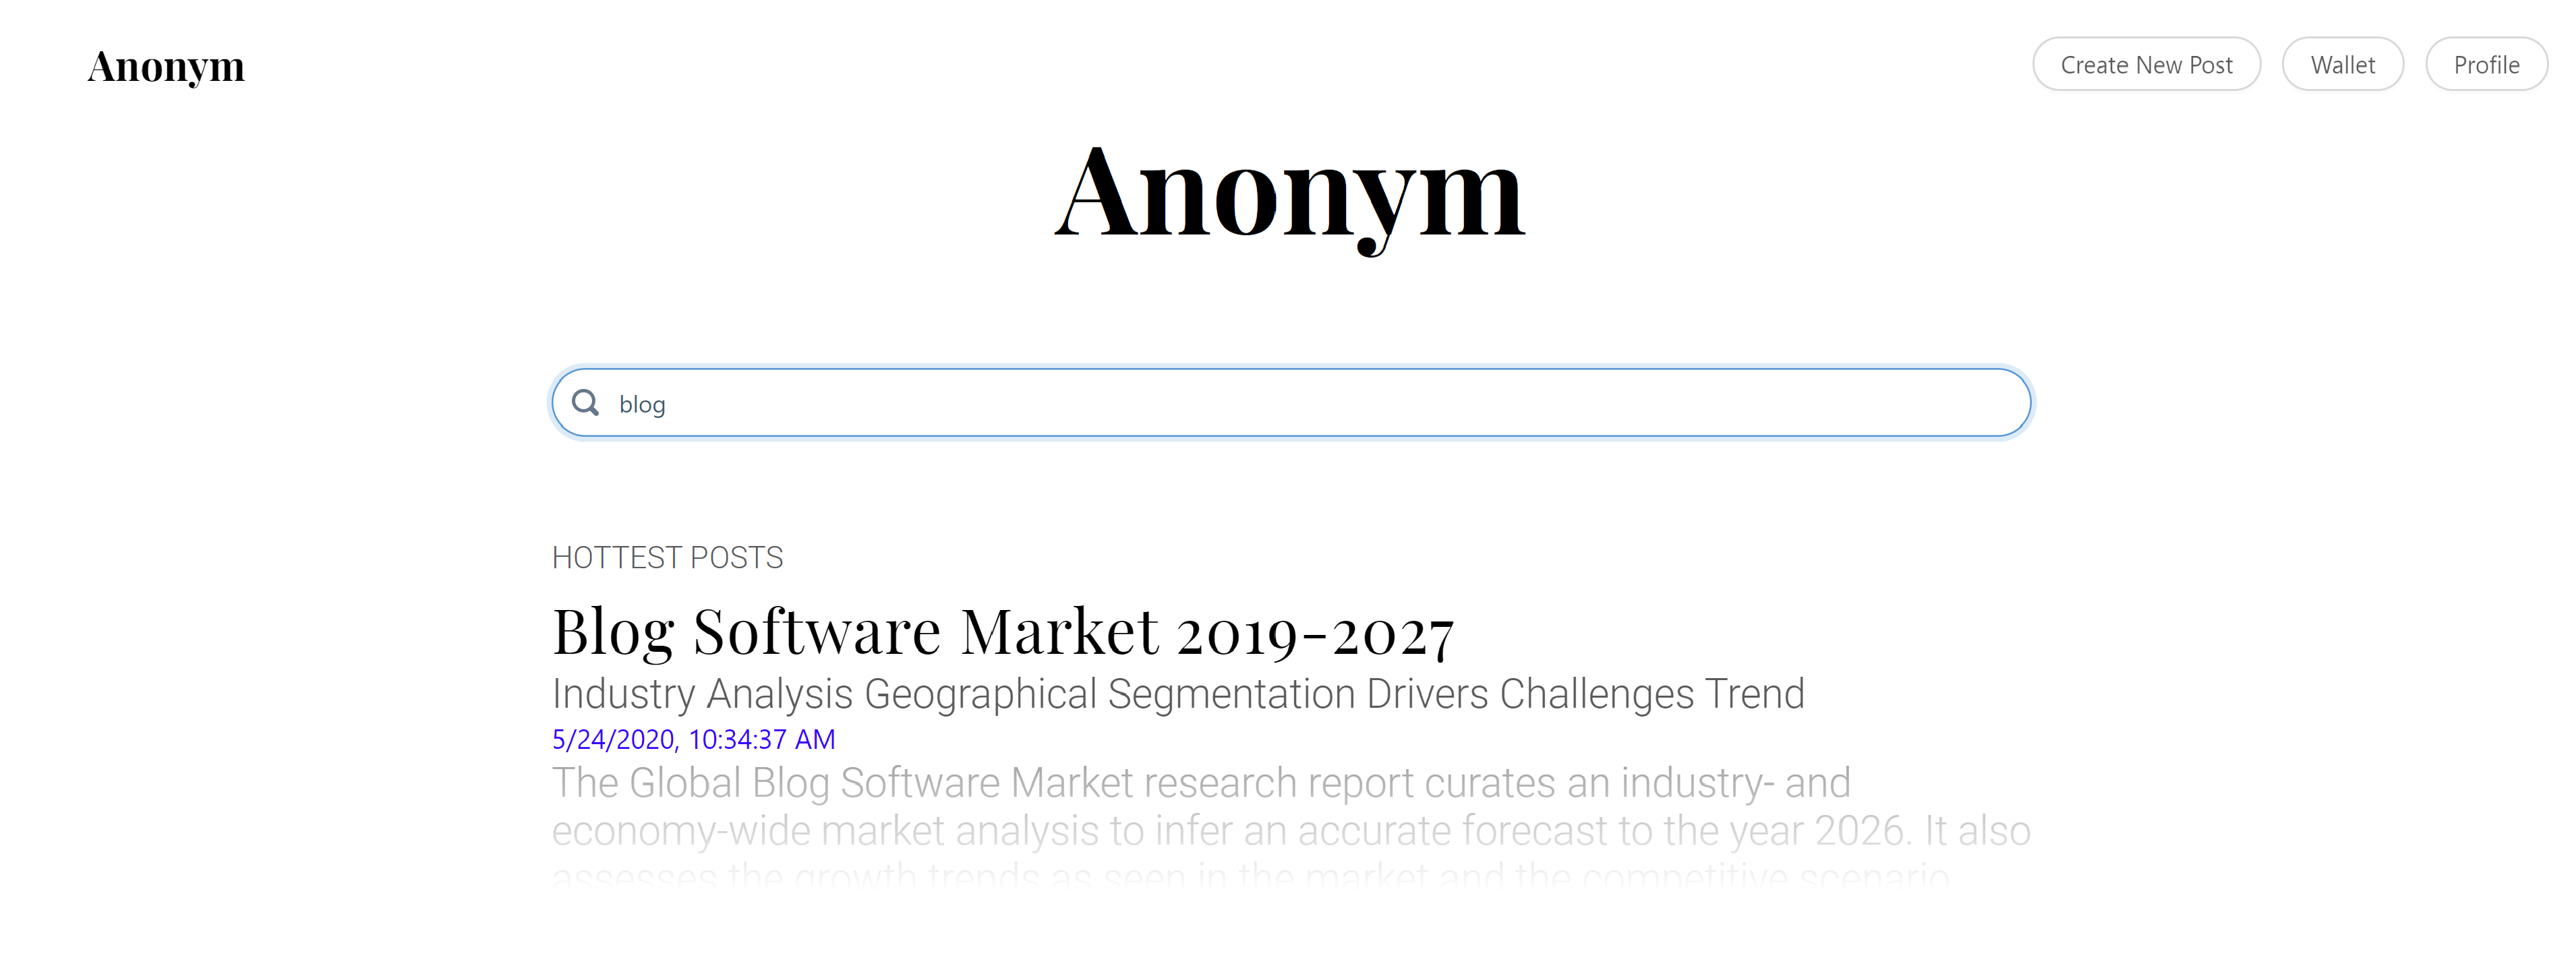 Anonym
Create New Post
Wallet
Profile
Anonym
blog
HOTTEST POSTS
Blog Software Market 2019-2027
Industry Analysis Geographical Segmentation Drivers Challenges Trend
5/24/2020, 10:34:37 AM
The Global Blog Software Market research report curates an industry- and
economy-wide market analysis to infer an accurate forecast to the year 2026. It also
assesses the growth trends as seen in the market and the competitive scenario